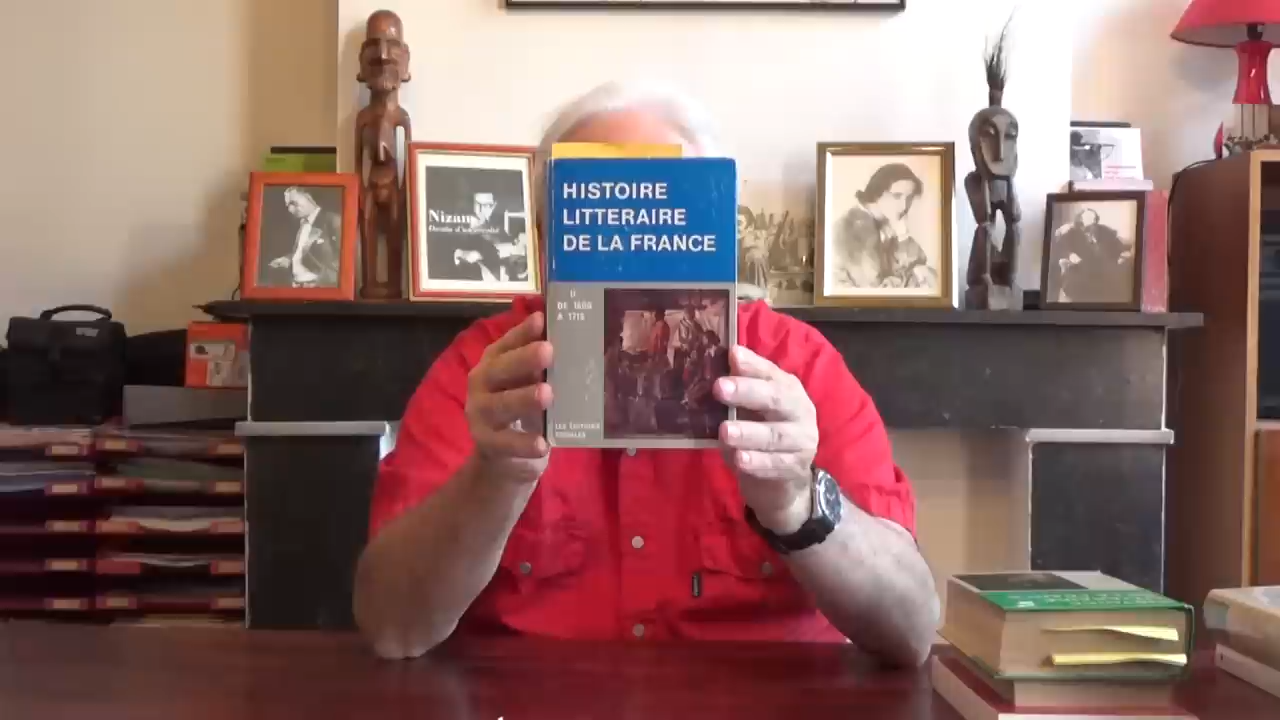 HISTOIRE
LITTERAIRE
DE LA FRANCE
II
DE 1600
A 1715
LES ÉDITIONS
SOCIALES
Nizan